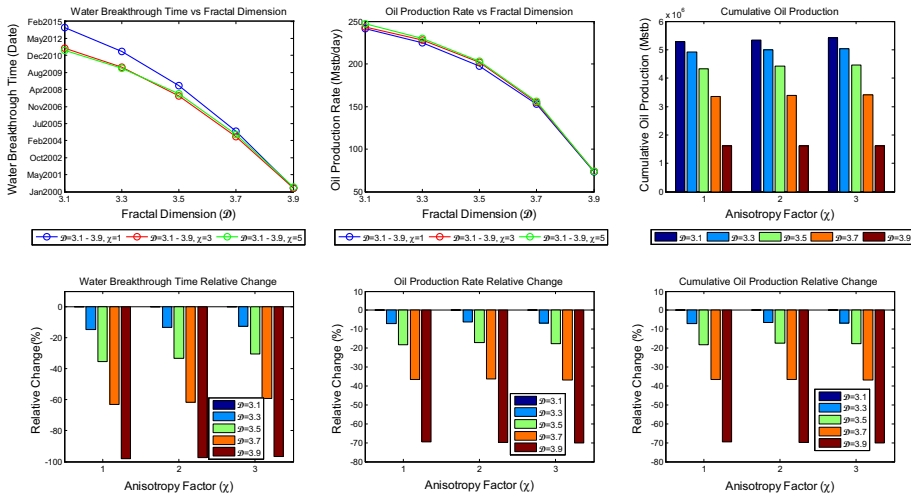 Water Breakthrough Time vs Fractal Dimension
Water Breakthrough Time (Date)
Feb2015
May2012
Dec2010
Aug2009
Apr2008
Nov2006
Jul2005
Feb2004
Oct2002
May2001
Jan2000
3.1 3.3 3.5 3.7 3.9
Fractal Dimension (𝒟)
𝒟=3.1 - 3.9, χ=1 𝒟=3.1 - 3.9, χ=3 𝒟=3.1 - 3.9, χ=5
Oil Production Rate vs Fractal Dimension
Oil Production Rate (Mstb/day)
250
200
150
100
50
3.1 3.3 3.5 3.7 3.9
Fractal Dimension (𝒟)
𝒟=3.1 - 3.9, χ=1 𝒟=3.1 - 3.9, χ=3 𝒟=3.1 - 3.9, χ=5
Cumulative Oil Production
x 10⁶
Cumulative Oil Production (Mstb)
6
5
4
3
2
1
0
1 2 3
Anisotropy Factor (χ)
𝒟=3.1 𝒟=3.3 𝒟=3.5 𝒟=3.7 𝒟=3.9
Water Breakthrough Time Relative Change
Relative Change(%)
0
-20
-40
-60
-80
-100
1 2 3
Anisotropy Factor (χ)
𝒟=3.1
𝒟=3.3
𝒟=3.5
𝒟=3.7
𝒟=3.9
Oil Production Rate Relative Change
Relative Change(%)
10
0
-10
-20
-30
-40
-50
-60
-70
-80
1 2 3
Anisotropy Factor (χ)
𝒟=3.1
𝒟=3.3
𝒟=3.5
𝒟=3.7
𝒟=3.9
Cumulative Oil Production Relative Change
Relative Change(%)
10
0
-10
-20
-30
-40
-50
-60
-70
-80
1 2 3
Anisotropy Factor (χ)
𝒟=3.1
𝒟=3.3
𝒟=3.5
𝒟=3.7
𝒟=3.9